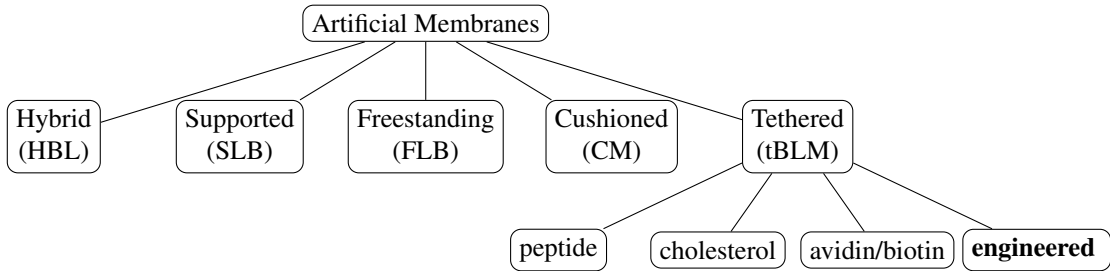 Artificial Membranes
Hybrid
(HBL)
Supported
(SLB)
Freestanding
(FLB)
Cushioned
(CM)
Tethered
(tBLM)
peptide
cholesterol
avidin/biotin
engineered